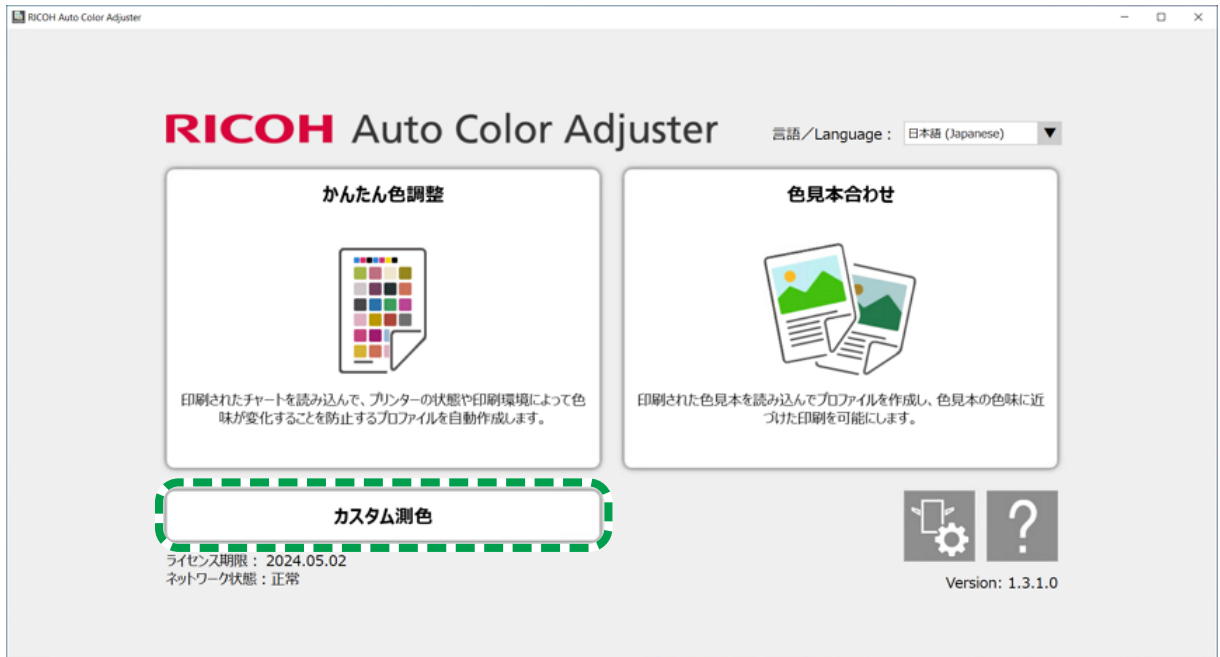 RICOH Auto Color Adjuster
RICOH Auto Color Adjuster
言語／Language : 日本語 (Japanese)
かんたん色調整
印刷されたチャートを読み込んで、プリンターの状態や印刷環境によって色
味が変化することを防止するプロファイルを自動作成します。
色見本合わせ
印刷された色見本を読み込んでプロファイルを作成し、色見本の色味に近
づけた印刷を可能にします。
カスタム測色
ライセンス期限： 2024.05.02
ネットワーク状態：正常
?
Version: 1.3.1.0